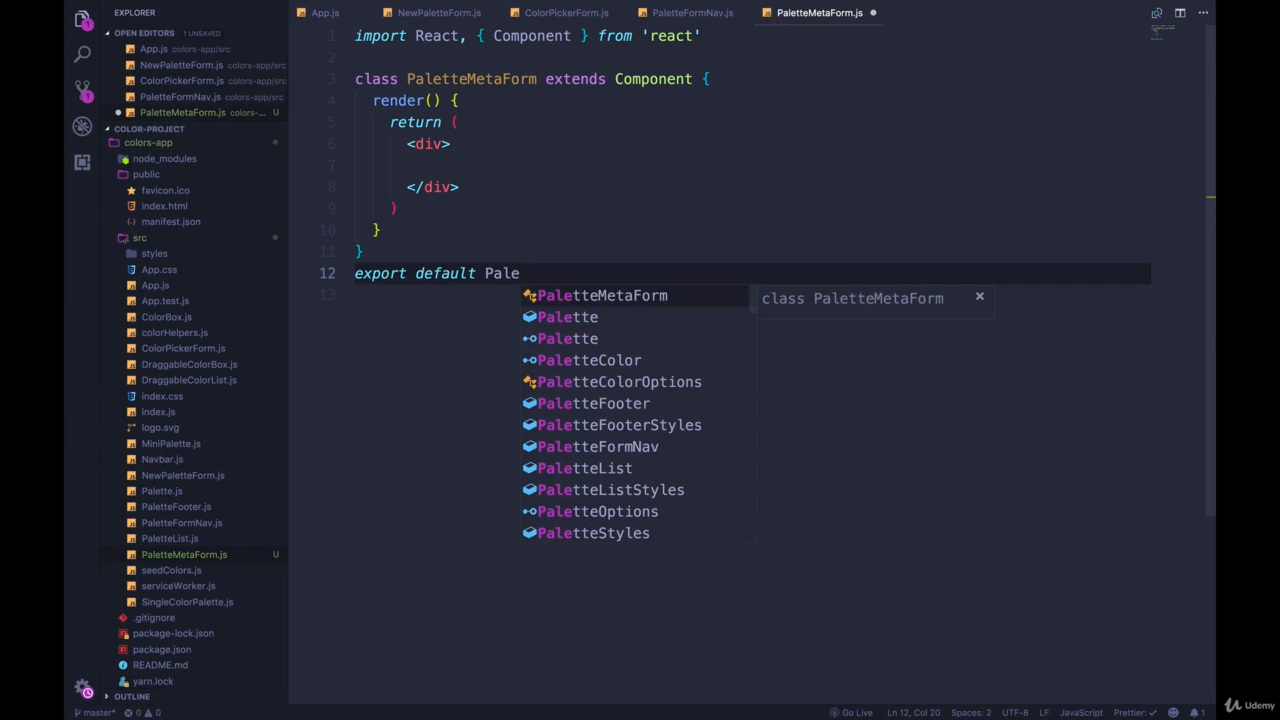 EXPLORER
OPEN EDITORS 1 UNSAVED
App.js colors-app/src
NewPaletteForm.js colors-app/src
ColorPickerForm.js colors-app/src
PaletteFormNav.js colors-app/src
PaletteMetaForm.js colors-... U
COLOR-PROJECT
colors-app
node_modules
public
favicon.ico
index.html
manifest.json
src
styles
App.css
App.js
App.test.js
ColorBox.js
colorHelpers.js
ColorPickerForm.js
DraggableColorBox.js
DraggableColorList.js
index.css
index.js
logo.svg
MiniPalette.js
Navbar.js
NewPaletteForm.js
Palette.js
PaletteFooter.js
PaletteFormNav.js
PaletteList.js
PaletteMetaForm.js U
seedColors.js
serviceWorker.js
SingleColorPalette.js
.gitignore
package-lock.json
package.json
README.md
yarn.lock
OUTLINE
App.js NewPaletteForm.js ColorPickerForm.js PaletteFormNav.js PaletteMetaForm.js
1 import React, { Component } from 'react'
2
3 class PaletteMetaForm extends Component {
4 render() {
5 return (
6 <div>
7
8 </div>
9 )
10 }
11 }
12 export default Pale
13
PaletteMetaForm
Palette
Palette
PaletteColor
PaletteColorOptions
PaletteFooter
PaletteFooterStyles
PaletteFormNav
PaletteList
PaletteListStyles
PaletteOptions
PaletteStyles
class PaletteMetaForm
master* 0 0 Go Live Ln 12, Col 20 Spaces: 2 UTF-8 LF JavaScript Prettier: ✓ 1
Udemy